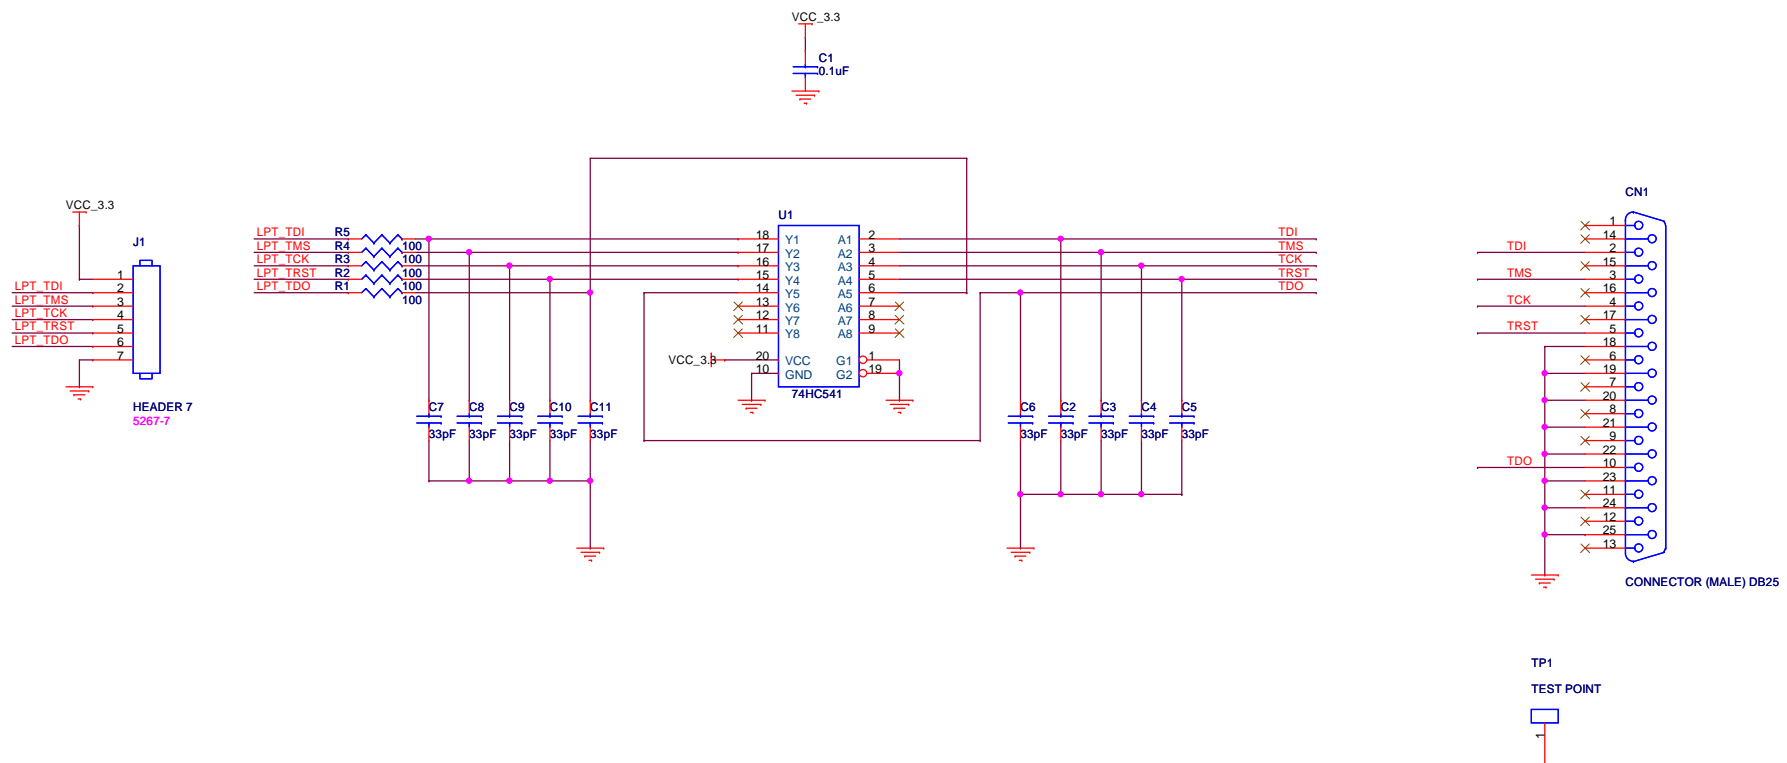 VCC_3.3
C1
0.1uF
VCC_3.3
J1
1
LPT_TDI 2
LPT_TMS 3
LPT_TCK 4
LPT_TRST 5
LPT_TDO 6
7
HEADER 7
5267-7
LPT_TDI R5 100
LPT_TMS R4 100
LPT_TCK R3 100
LPT_TRST R2 100
LPT_TDO R1 100
U1
18 Y1 A1 2 TDI
17 Y2 A2 3 TMS
16 Y3 A3 4 TCK
15 Y4 A4 5 TRST
14 Y5 A5 6 TDO
13 Y6 A6 7
12 Y7 A7 8
11 Y8 A8 9
VCC_3.3 20 VCC G1 1
10 GND G2 19
74HC541
C7 C8 C9 C10 C11
33pF 33pF 33pF 33pF 33pF
C6 C2 C3 C4 C5
33pF 33pF 33pF 33pF 33pF
CN1
1
14
TDI 2
15
TMS 3
16
TCK 4
17
TRST 5
18
6
19
7
20
8
21
9
22
TDO 10
23
11
24
12
25
13
CONNECTOR (MALE) DB25
TP1
TEST POINT
1